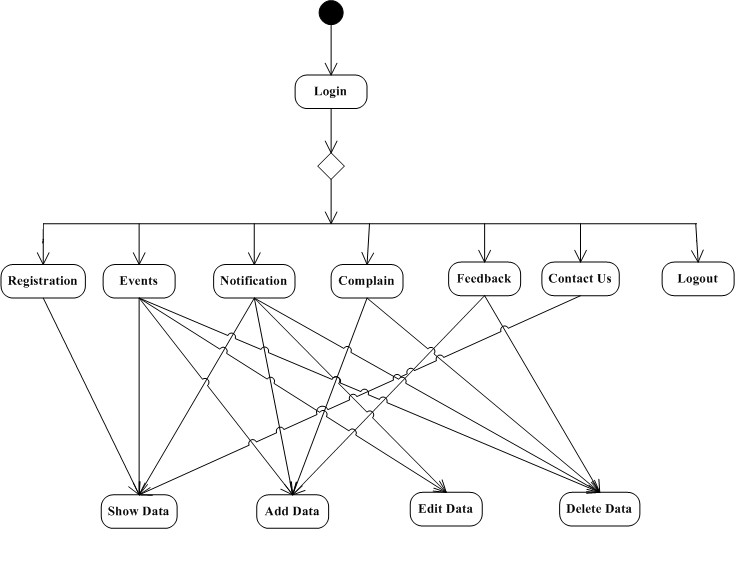 Login
Registration
Events
Notification
Complain
Feedback
Contact Us
Logout
Show Data
Add Data
Edit Data
Delete Data